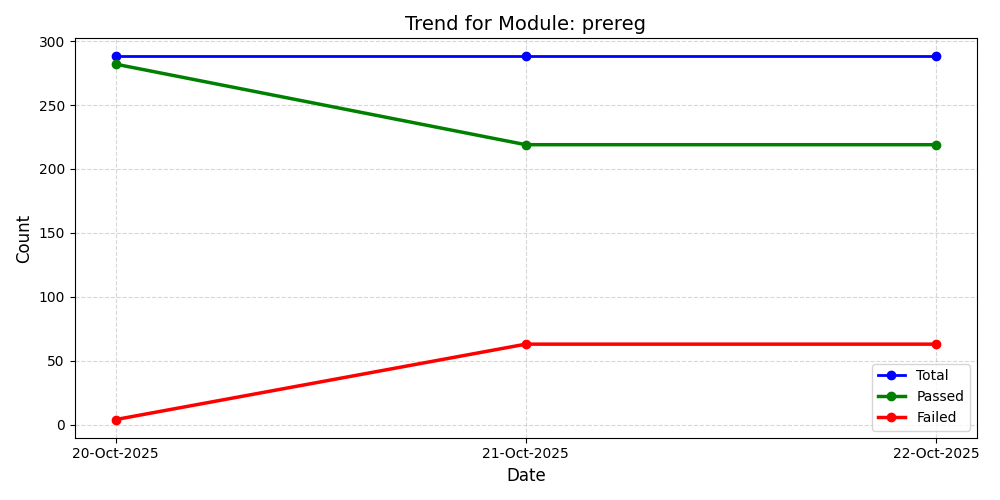 Trend for Module: prereg
300
250
200
150
100
50
0
Count
20-Oct-2025
21-Oct-2025
22-Oct-2025
Date
Total
Passed
Failed